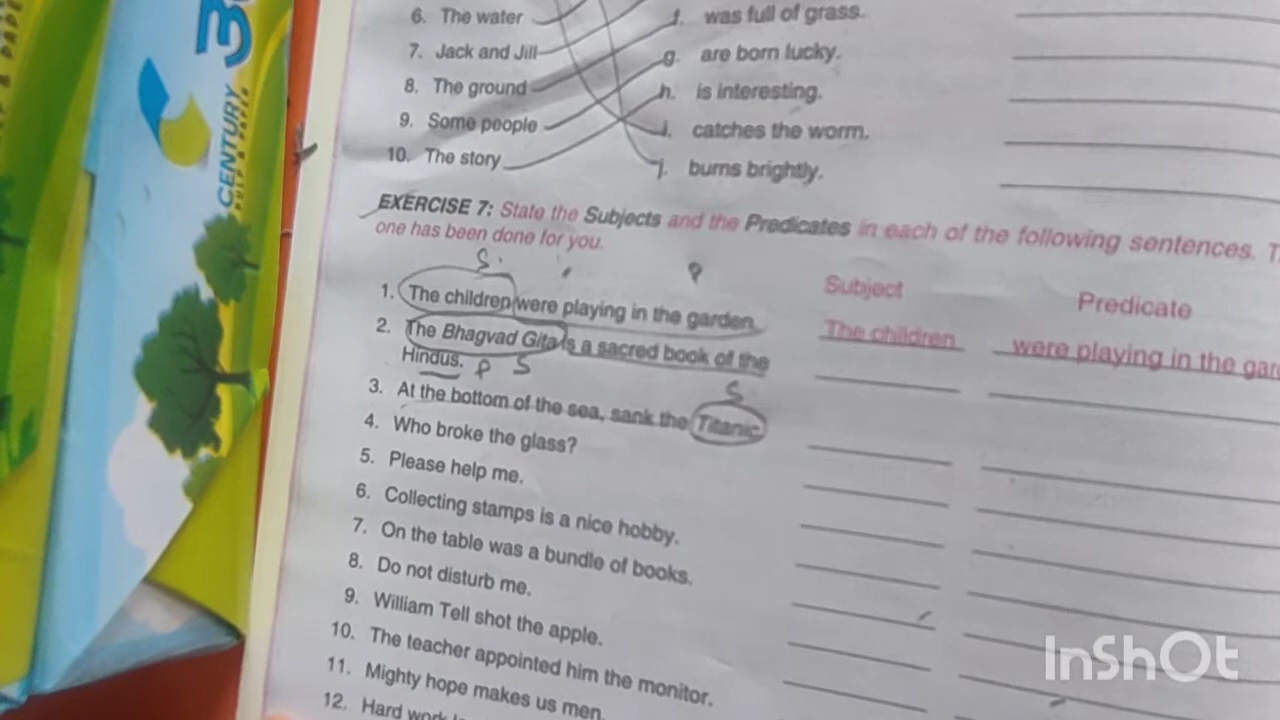 CENTURY
PULP & PAPER
6. The water
f. was full of grass.
7. Jack and Jill
g. are born lucky.
8. The ground
h. is interesting.
9. Some people
i. catches the worm.
10. The story
j. burns brightly.
EXERCISE 7: State the Subjects and the Predicates in each of the following sentences.
one has been done for you.
S. P
Subject Predicate
1. The children were playing in the garden.
The children were playing in the
2. The Bhagvad Gita is a sacred book of the
Hindus. P S
S
3. At the bottom of the sea, sank the Titanic.
4. Who broke the glass?
5. Please help me.
6. Collecting stamps is a nice hobby.
7. On the table was a bundle of books.
8. Do not disturb me.
9. William Tell shot the apple.
10. The teacher appointed him the monitor.
11. Mighty hope makes us men.
12. Hard work
InShOt